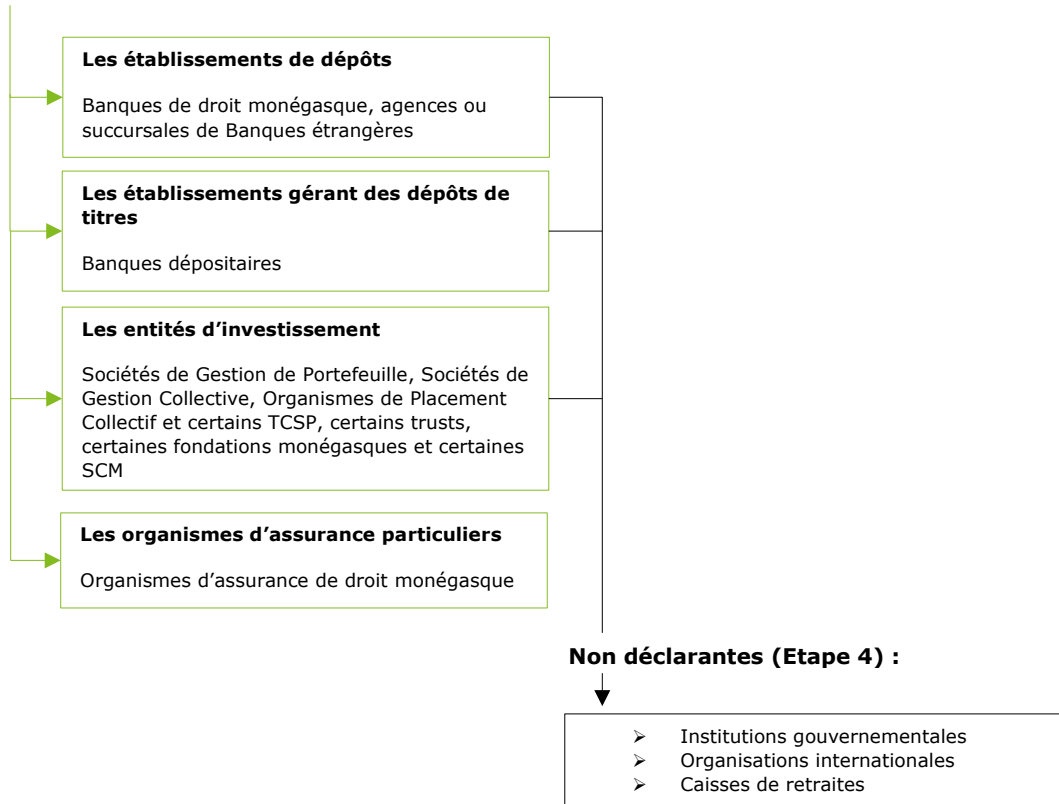 Les établissements de dépôts
Banques de droit monégasque, agences ou
succursales de Banques étrangères
Les établissements gérant des dépôts de
titres
Banques dépositaires
Les entités d’investissement
Sociétés de Gestion de Portefeuille, Sociétés de
Gestion Collective, Organismes de Placement
Collectif et certains TCSP, certains trusts,
certaines fondations monégasques et certaines
SCM
Les organismes d’assurance particuliers
Organismes d’assurance de droit monégasque
Non déclarantes (Etape 4) :
➢ Institutions gouvernementales
➢ Organisations internationales
➢ Caisses de retraites